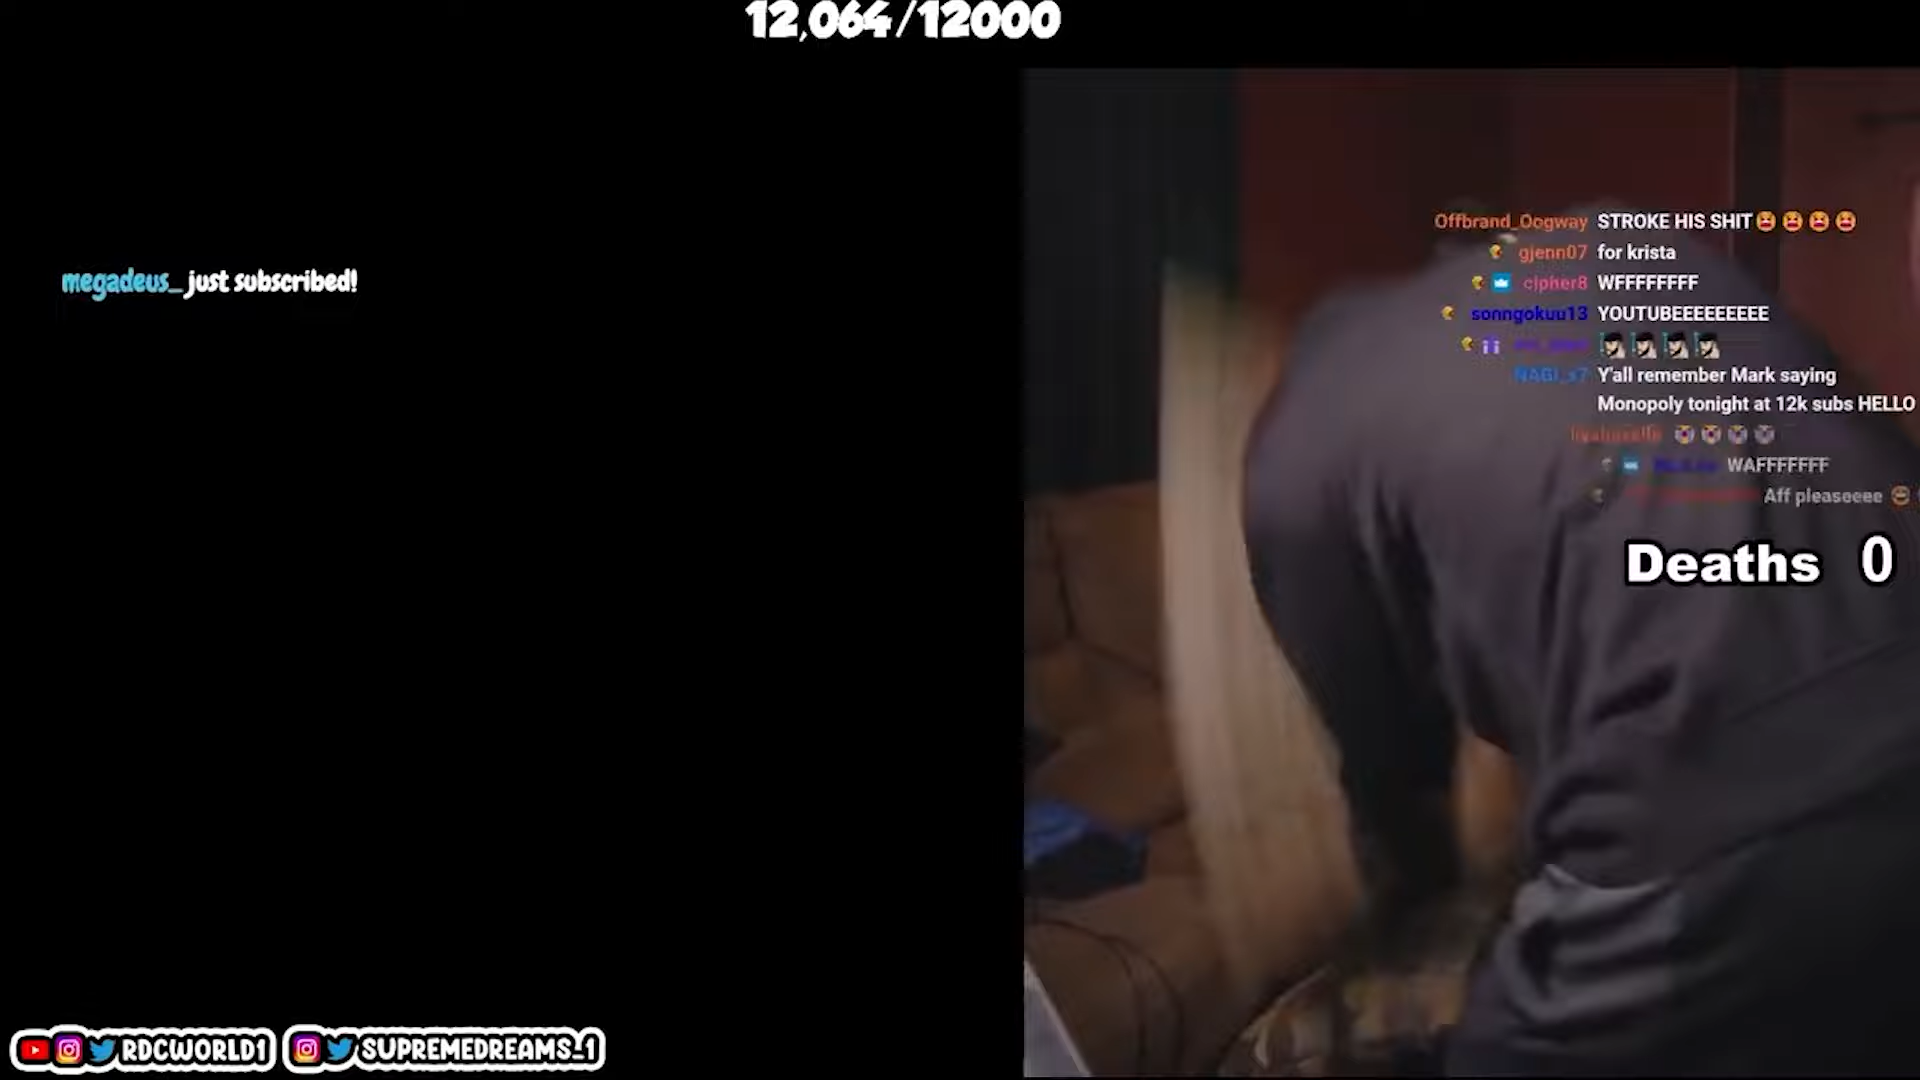 12,064/12000
megadeus_ just subscribed!
Offbrand_Oogway STROKE HIS SHIT
gjenn07 for krista
cipher8 WFFFFFFFF
sonngokuu13 YOUTUBEEEEEEEEE
NAGI_s7 Y'all remember Mark saying
Monopoly tonight at 12k subs HELLO
WAFFFFFFF
Aff pleaseeee
Deaths 0
RDCWORLD1 SUPREMEDREAMS_1